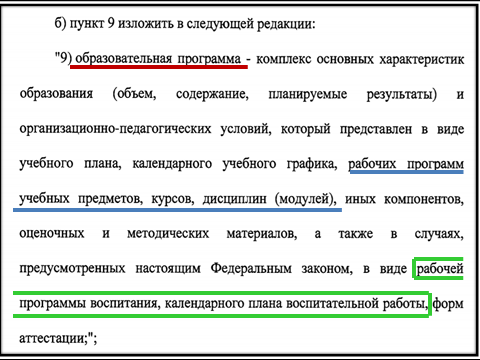 б) пункт 9 изложить в следующей редакции:
"9) образовательная программа - комплекс основных характеристик
образования (объем, содержание, планируемые результаты) и
организационно-педагогических условий, который представлен в виде
учебного плана, календарного учебного графика, рабочих программ
учебных предметов, курсов, дисциплин (модулей), иных компонентов,
оценочных и методических материалов, а также в случаях,
предусмотренных настоящим Федеральным законом, в виде рабочей
программы воспитания, календарного плана воспитательной работы, форм
аттестации;";